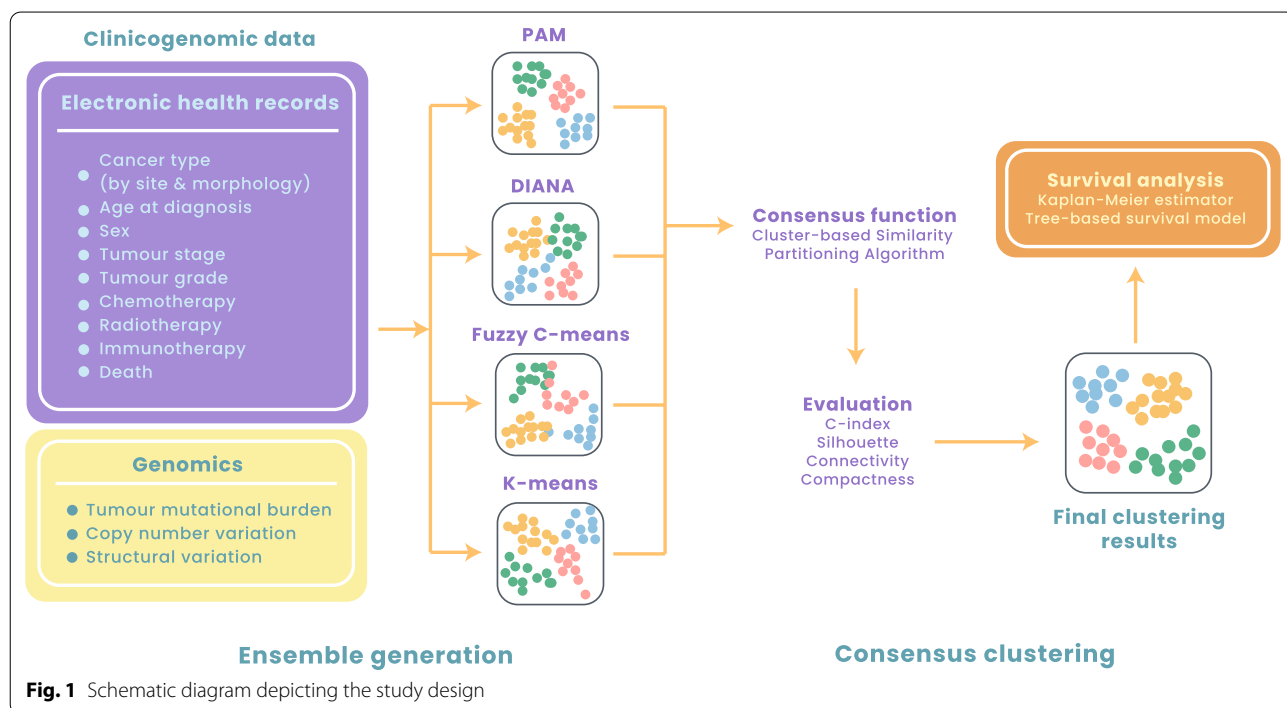 Clinicogenomic data
Electronic health records
Cancer type
(by site & morphology)
Age at diagnosis
Sex
Tumour stage
Tumour grade
Chemotherapy
Radiotherapy
Immunotherapy
Death
Genomics
Tumour mutational burden
Copy number variation
Structural variation
PAM
DIANA
Fuzzy C-means
K-means
Ensemble generation
Consensus function
Cluster-based Similarity
Partitioning Algorithm
Evaluation
C-index
Silhouette
Connectivity
Compactness
Survival analysis
Kaplan-Meier estimator
Tree-based survival model
Final clustering
results
Consensus clustering
Fig. 1 Schematic diagram depicting the study design